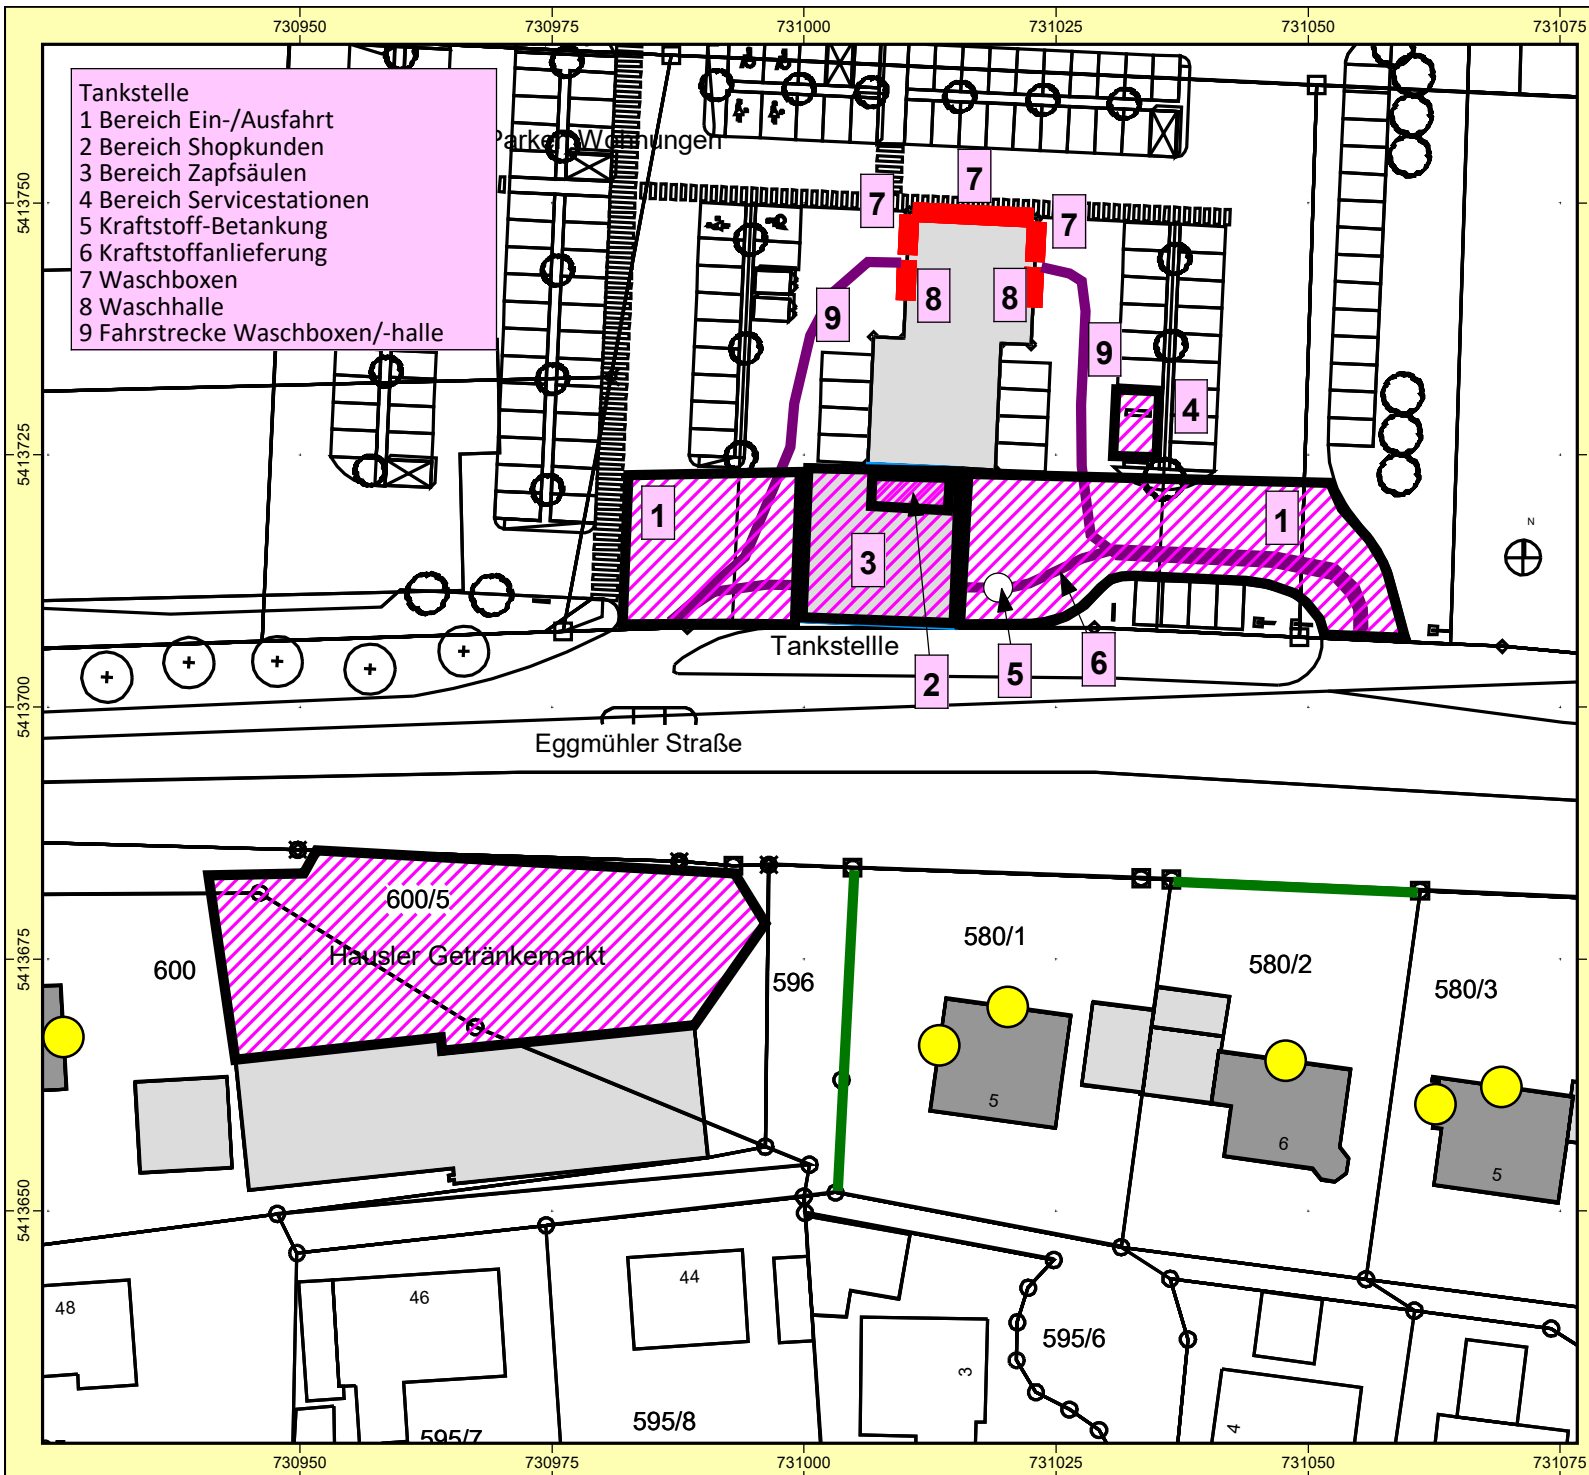 730950 730975 731000 731025 731050 731075
Tankstelle
1 Bereich Ein-/Ausfahrt
2 Bereich Shopkunden
3 Bereich Zapfsäulen
4 Bereich Servicestationen
5 Kraftstoff-Betankung
6 Kraftstoffanlieferung
7 Waschboxen
8 Waschhalle
9 Fahrstrecke Waschboxen/-halle
Wohnungen
7
7 7
5413750
8 8
9
9
4
5413725
1 1
N
3
Tankstellle
6
5
2
5413700
Eggmühler Straße
600/5
580/1
Hausler Getränkemarkt
580/2
600
596
580/3
5413675
5
6
5
5413650
44
46
48
595/6
3
595/8
4
595/7
730950 730975 731000 731025 731050 731075